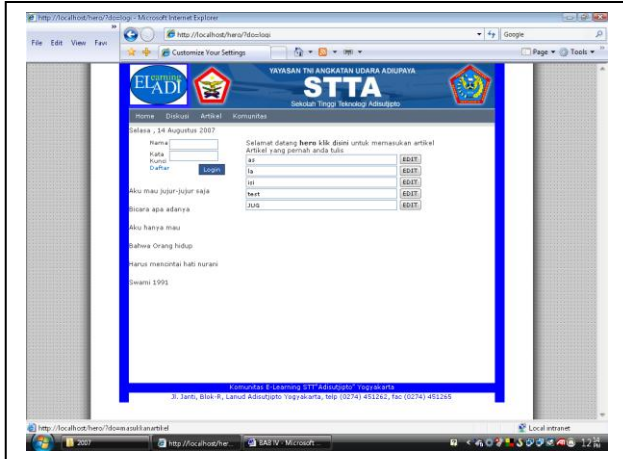 http://localhost/hero/?do=logi - Microsoft Internet Explorer
File Edit View Favi
http://localhost/hero/?do=logi
Google
Customize Your Settings
Page Tools
ELearning
ADI
YAYASAN TNI ANGKATAN UDARA ADIUPAYA
STTA
Sekolah Tinggi Teknologi Adisutjipto
Home Diskusi Artikel Komunitas
Selasa , 14 Augustus 2007
Nama
Kata
Kunci
Daftar
Login
Selamat datang hero klik disini untuk memasukan artikel
Artikel yang pernah anda tulis
as EDIT
la EDIT
isi EDIT
test EDIT
JUG EDIT
Aku mau jujur-jujur saja
Bicara apa adanya
Aku hanya mau
Bahwa Orang hidup
Harus mencintai hati nurani
Swami 1991
Komunitas E-Learning STT"Adisutjipto" Yogyakarta
Jl. Janti, Blok-R, Lanud Adisutjipto Yogyakarta, telp (0274) 451262, fac (0274) 451265
http://localhost/hero/?do=masukkanartikel
Local intranet
2007
http://localhost/her...
BAB IV - Microsoft ...